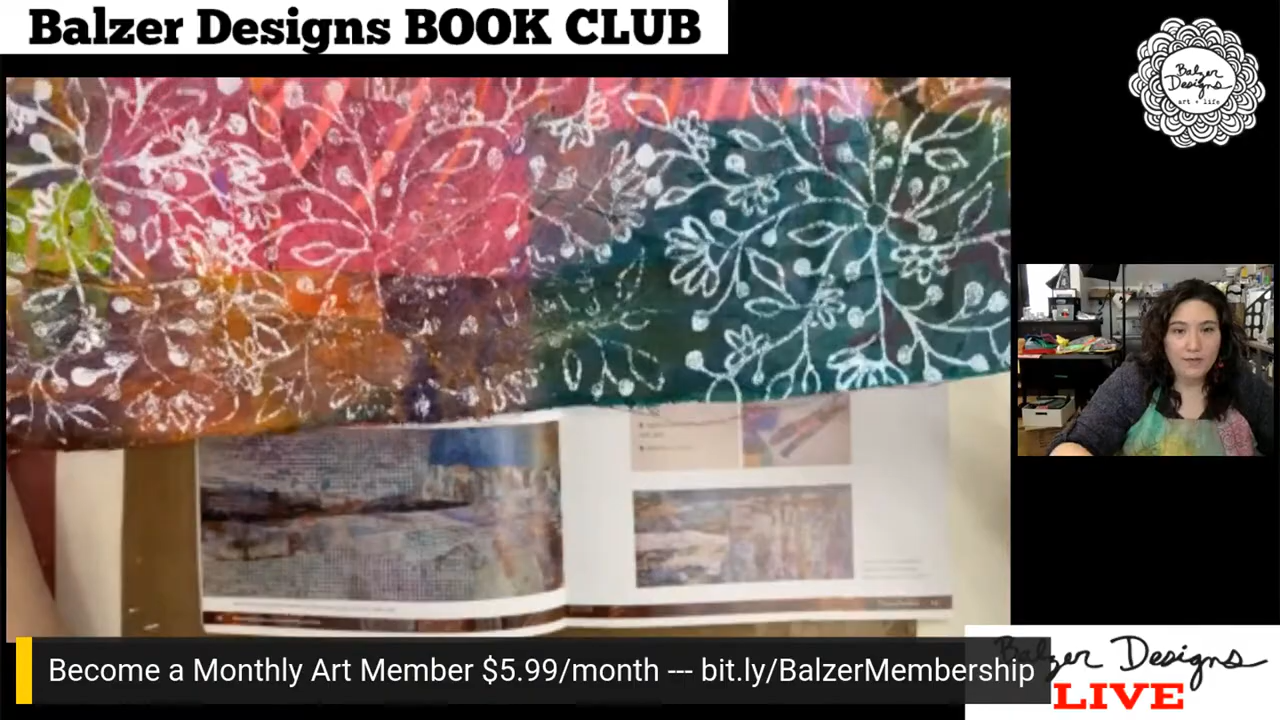 Balzer Designs BOOK CLUB
Balzer
Designs
art + life
Become a Monthly Art Member $5.99/month --- bit.ly/BalzerMembership
Balzer Designs
LIVE